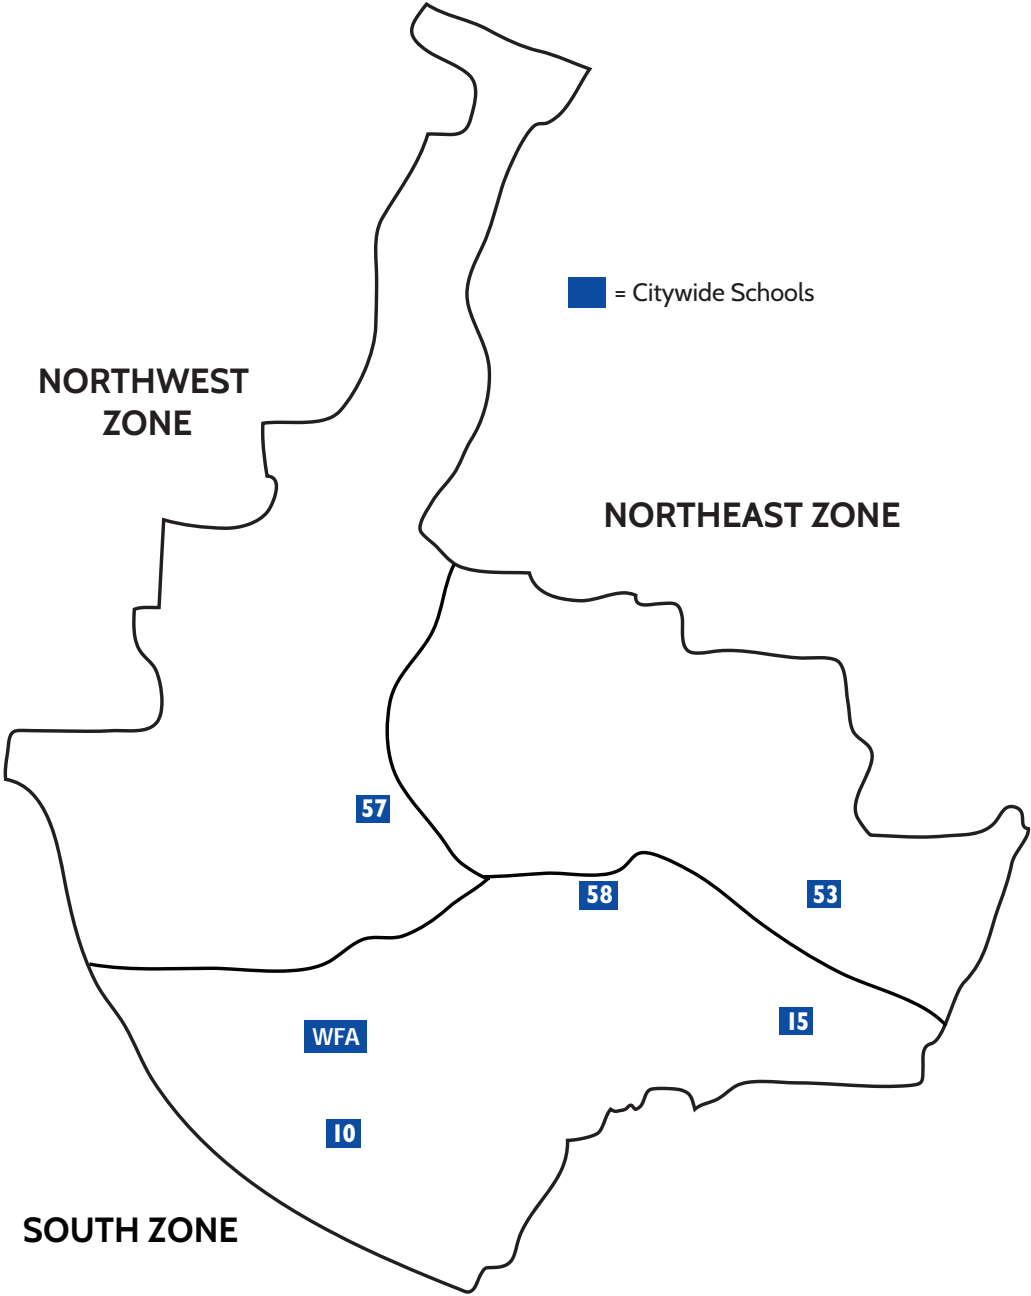 = Citywide Schools
NORTHWEST
ZONE
NORTHEAST ZONE
57
58
53
15
WFA
10
SOUTH ZONE